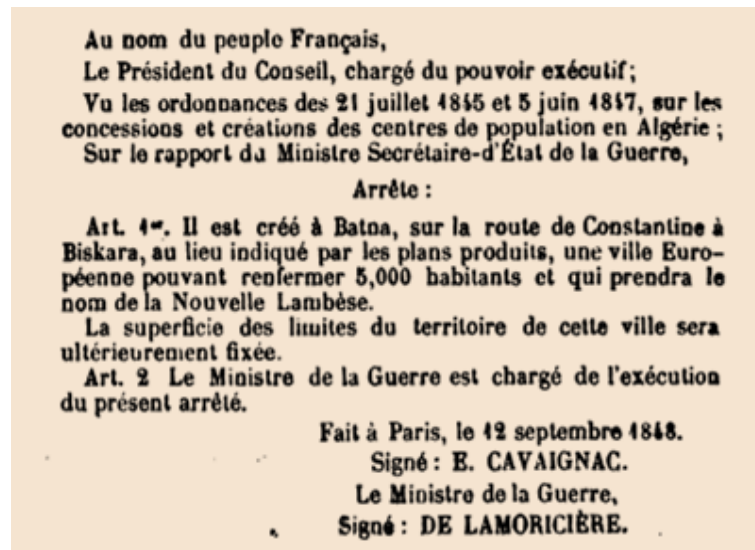 Au nom du peuple Français,
Le Président du Conseil, chargé du pouvoir exécutif;
Vu les ordonnances des 21 juillet 1845 et 5 juin 1847, sur les
concessions et créations des centres de population en Algérie ;
Sur le rapport du Ministre Secrétaire-d'État de la Guerre,
Arrête :
Art. 1er. Il est créé à Batna, sur la route de Constantine à
Biskara, au lieu indiqué par les plans produits, une ville Euro-
péenne pouvant renfermer 5,000 habitants et qui prendra le
nom de la Nouvelle Lambèse.
La superficie des limites du territoire de cette ville sera
ultérieurement fixée.
Art. 2 Le Ministre de la Guerre est chargé de l'exécution
du présent arrêté.
Fait à Paris, le 12 septembre 1848.
Signé : E. CAVAIGNAC.
Le Ministre de la Guerre,
Signé : DE LAMORICIÈRE.